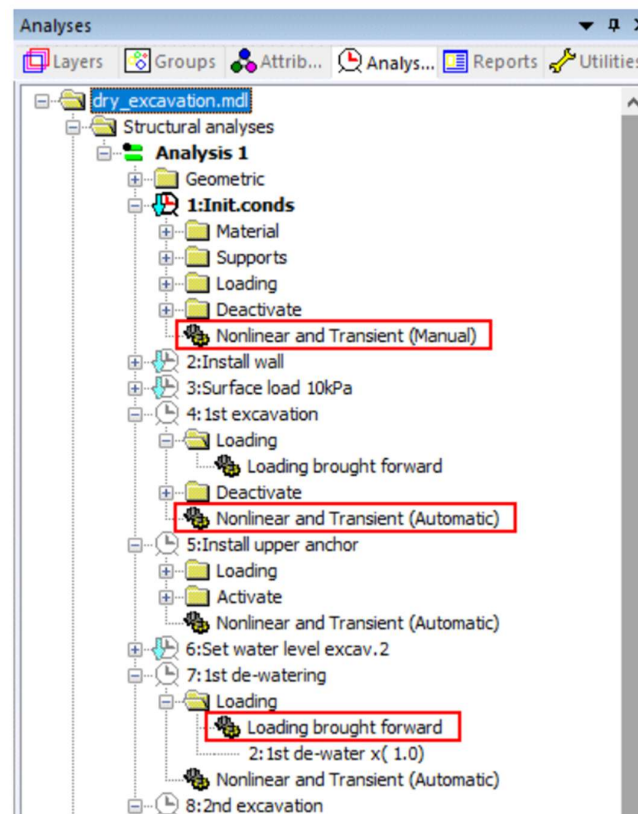 Analyses
Layers Groups Attrib... Analys... Reports Utilities
dry_excavation.mdl
Structural analyses
Analysis 1
Geometric
1:Init.conds
Material
Supports
Loading
Deactivate
Nonlinear and Transient (Manual)
2:Install wall
3:Surface load 10kPa
4:1st excavation
Loading
Loading brought forward
Deactivate
Nonlinear and Transient (Automatic)
5:Install upper anchor
Loading
Activate
Nonlinear and Transient (Automatic)
6:Set water level excav.2
7:1st de-watering
Loading
Loading brought forward
2:1st de-water x( 1.0)
Nonlinear and Transient (Automatic)
8:2nd excavation